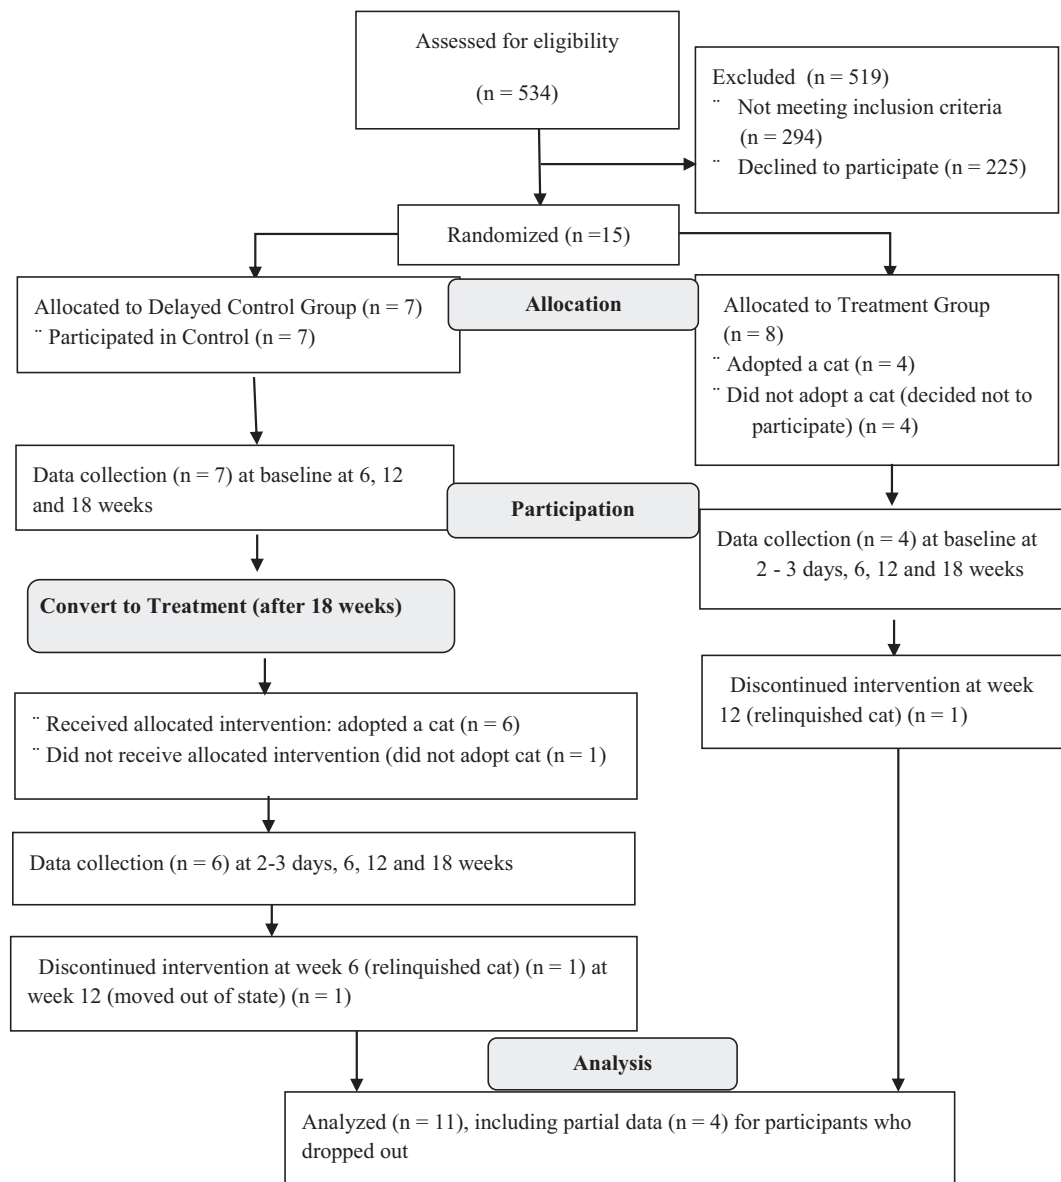 Assessed for eligibility
(n = 534)
Excluded (n = 519)
¨ Not meeting inclusion criteria
(n = 294)
¨ Declined to participate (n = 225)
Randomized (n =15)
Allocation
Allocated to Delayed Control Group (n = 7)
¨ Participated in Control (n = 7)
Allocated to Treatment Group
(n = 8)
¨ Adopted a cat (n = 4)
¨ Did not adopt a cat (decided not to
participate) (n = 4)
Participation
Data collection (n = 7) at baseline at 6, 12
and 18 weeks
Data collection (n = 4) at baseline at
2 - 3 days, 6, 12 and 18 weeks
Convert to Treatment (after 18 weeks)
Discontinued intervention at week
12 (relinquished cat) (n = 1)
¨ Received allocated intervention: adopted a cat (n = 6)
¨ Did not receive allocated intervention (did not adopt cat (n = 1)
Data collection (n = 6) at 2-3 days, 6, 12 and 18 weeks
Discontinued intervention at week 6 (relinquished cat) (n = 1) at
week 12 (moved out of state) (n = 1)
Analysis
Analyzed (n = 11), including partial data (n = 4) for participants who
dropped out